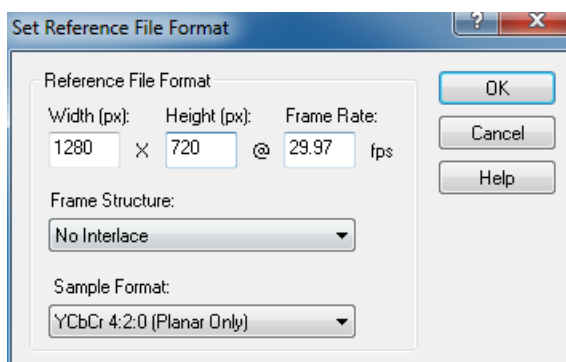 Set Reference File Format
?
X
Reference File Format
OK
Width (px): Height (px): Frame Rate:
1280 X 720 @ 29.97 fps
Cancel
Help
Frame Structure:
No Interlace
Sample Format:
YCbCr 4:2:0 (Planar Only)